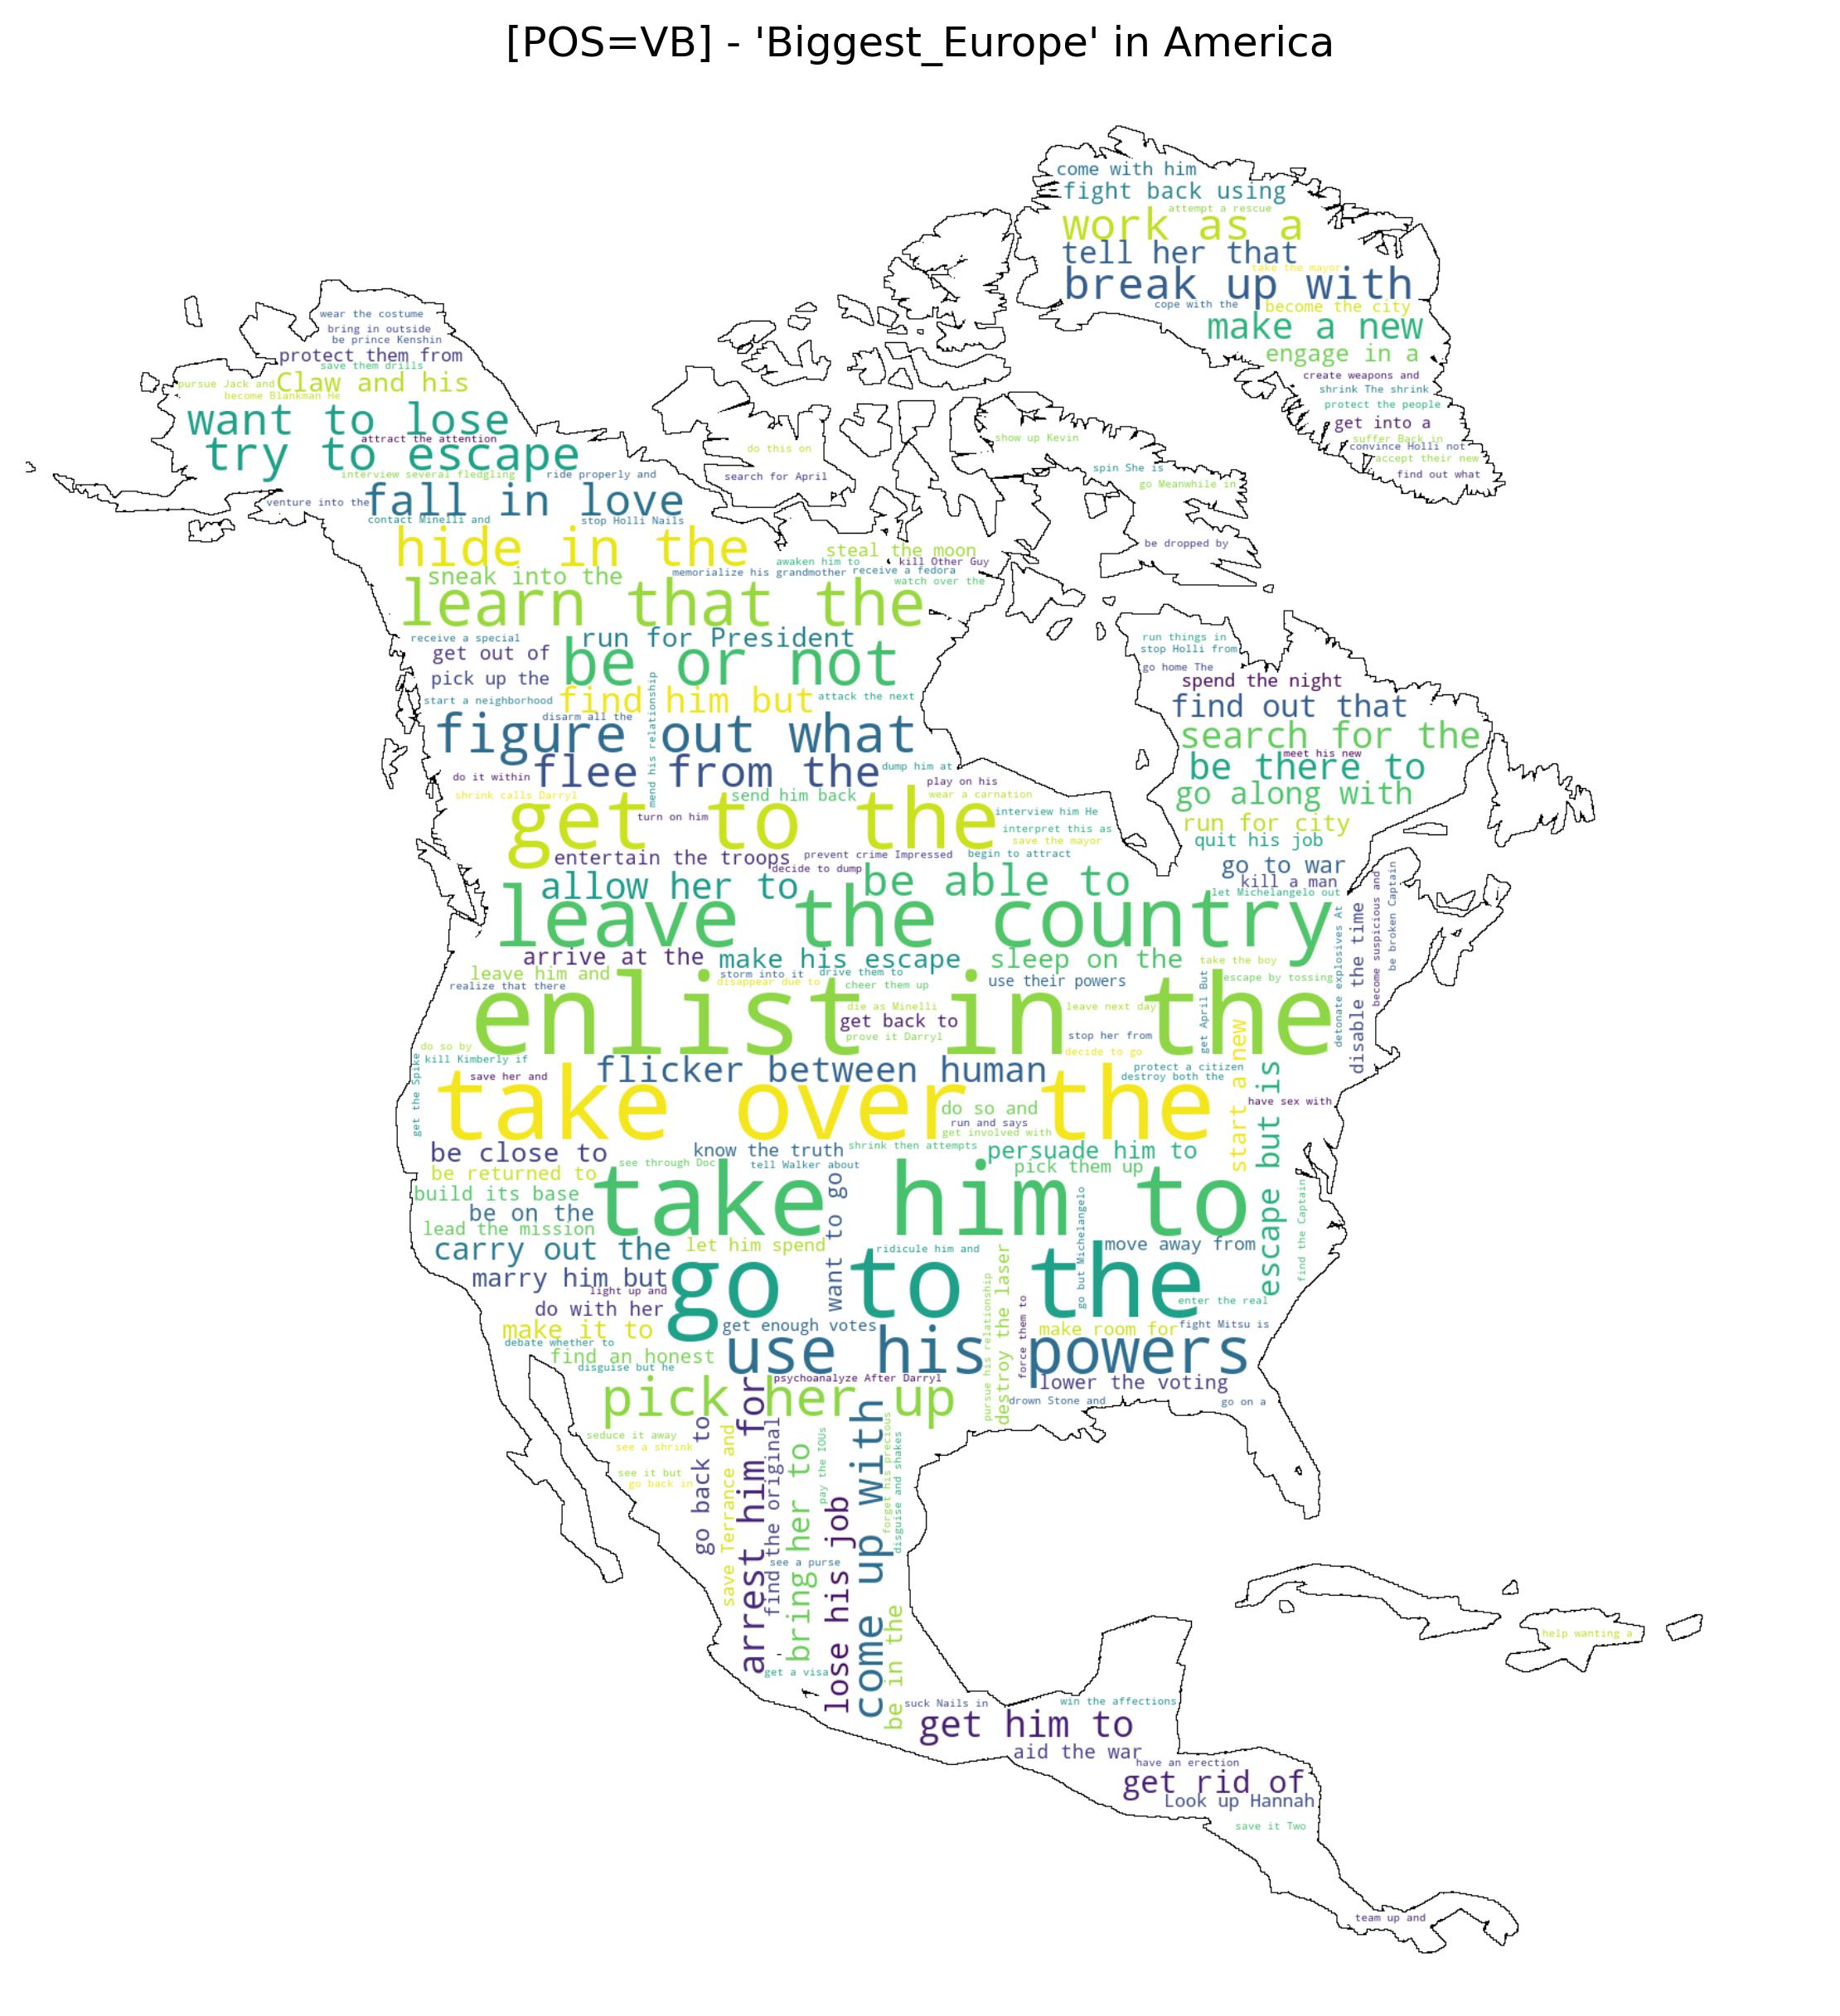 [POS=VB] - 'Biggest_Europe' in America
come with him
fight back using
attempt a rescue
work as a
tell her that
take the mayor
break up with
cope with the
become the city
make a new
engage in a
create weapons and
shrink The shrink
protect the people
get into a
suffer Back in
convince Holli not
accept their new
find out what
wear the costume
bring in outside
be prince Kenshin
protect them from
save them drills
pursue Jack and
Claw and his
become Blankman He
want to lose
attract the attention
try to escape
interview several fledgling
ride properly and
venture into the
fall in love
contact Minelli and
stop Holli Nails
do this on
search for April
show up Kevin
spin She is
go Meanwhile in
be dropped by
hide in the
steal the moon
awaken him to
kill Other Guy
sneak into the
memorialize his grandmother
receive a fedora
watch over the
learn that the
receive a special
run for President
get out of
be or not
pick up the
start a neighborhood
find him but
attack the next
mend his relationship
disarm all the
figure out what
do it within
flee from the
dump him at
play on his
shrink calls Darryl
send him back
wear a carnation
get to the
turn on him
interview him He
interpret this as
save the mayor
entertain the troops
prevent crime Impressed
begin to attract
decide to dump
allow her to
be able to
run things in
stop Holli from
go home The
spend the night
find out that
search for the
meet his new
be there to
go along with
run for city
quit his job
go to war
kill a man
let Michelangelo out
leave the country
arrive at the
make his escape
sleep on the
take the boy
leave him and
storm into it
drive them to
realize that there
disappear due to
cheer them up
use their powers
escape by tossing
enlist in the
die as Minelli
leave next day
get back to
prove it Darryl
stop her from
get April But
detonate explosives At
disable the time
become suspicious and
be broken Captain
do so by
kill Kimberly if
decide to go
flicker between human
protect a citizen
destroy both the
save her and
get the Spike
take over the
start a new
escape but is
have sex with
do so and
run and says
get involved with
be close to
know the truth
shrink then attempts
persuade him to
be returned to
see through Doc
tell Walker about
pick them up
build its base
take him to
be on the
lead the mission
want to go
go but Michelangelo
find the Captain
carry out the
let him spend
ridicule him and
move away from
marry him but
go to the
light up and
do with her
enter the real
pursue his relationship
destroy the laser
force them to
make it to
get enough votes
make room for
fight Mitsu is
debate whether to
use his powers
find an honest
disguise but he
psychoanalyze After Darryl
lower the voting
pick her up
drown Stone and
go on a
seduce it away
see a shrink
see it but
go back in
go back to
save Terrance and
arrest him for
find the original
bring her to
pay the IOUs
lose his job
come up with
forget his precious
disguise and shakes
be in the
see a purse
get a visa
help wanting a
suck Nails in
win the affections
get him to
aid the war
have an erection
get rid of
Look up Hannah
save it Two
team up and